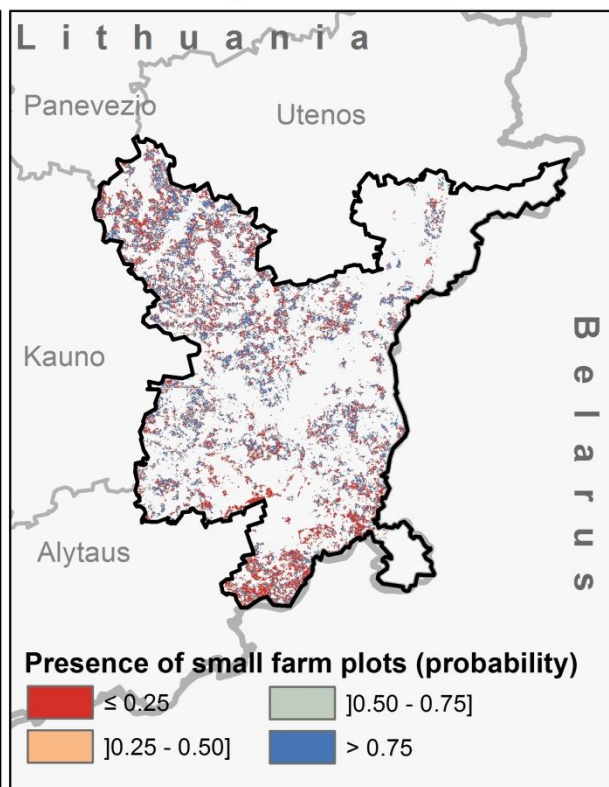 Lithuania
Panevezio
Utenos
Kauno
Belarus
Alytaus
Presence of small farm plots (probability)
≤ 0.25
]0.50 - 0.75]
]0.25 - 0.50]
> 0.75